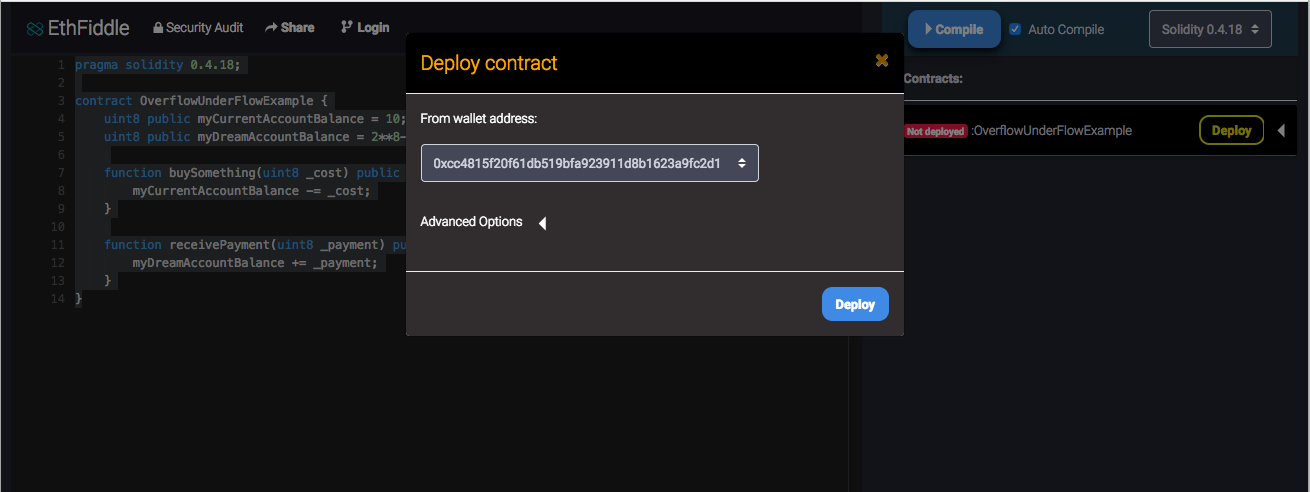 EthFiddle Security Audit Share Login
Compile Auto Compile Solidity 0.4.18
Deploy contract
From wallet address:
0xcc4815f20f61db519bfa923911d8b1623a9fc2d1
Advanced Options
Deploy
1 pragma solidity 0.4.18;
2
3 contract OverflowUnderFlowExample {
4 uint8 public myCurrentAccountBalance = 10;
5 uint8 public myDreamAccountBalance = 2**8-
6
7 function buySomething(uint8 _cost) public
8 myCurrentAccountBalance -= _cost;
9 }
10
11 function receivePayment(uint8 _payment) pu
12 myDreamAccountBalance += _payment;
13 }
14 }
Contracts:
Not deployed :OverflowUnderFlowExample Deploy